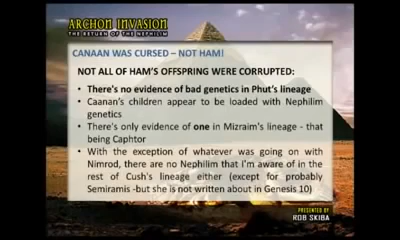 ARCHON INVASION
THE RETURN OF THE NEPHILIM
CANAAN WAS CURSED – NOT HAM!
NOT ALL OF HAM'S OFFSPRING WERE CORRUPTED:
• There's no evidence of bad genetics in Phut's lineage
• Caanan's children appear to be loaded with Nephilim
genetics
• There's only evidence of one in Mizraim's lineage - that
being Caphtor
• With the exception of whatever was going on with
Nimrod, there are no Nephilim that I'm aware of in the
rest of Cush's lineage either (except for probably
Semiramis -but she is not written about in Genesis 10)
PRESENTED BY
ROB SKIBA